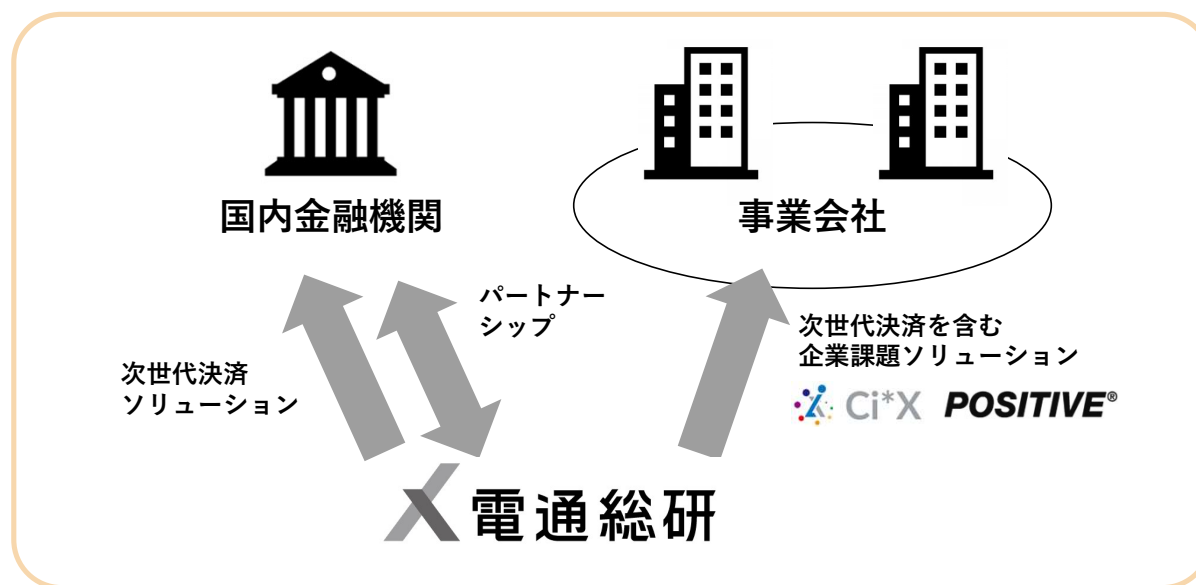 国内金融機関
事業会社
パートナー
シップ
次世代決済
ソリューション
次世代決済を含む
企業課題ソリューション
Ci*X POSITIVE®
電通総研